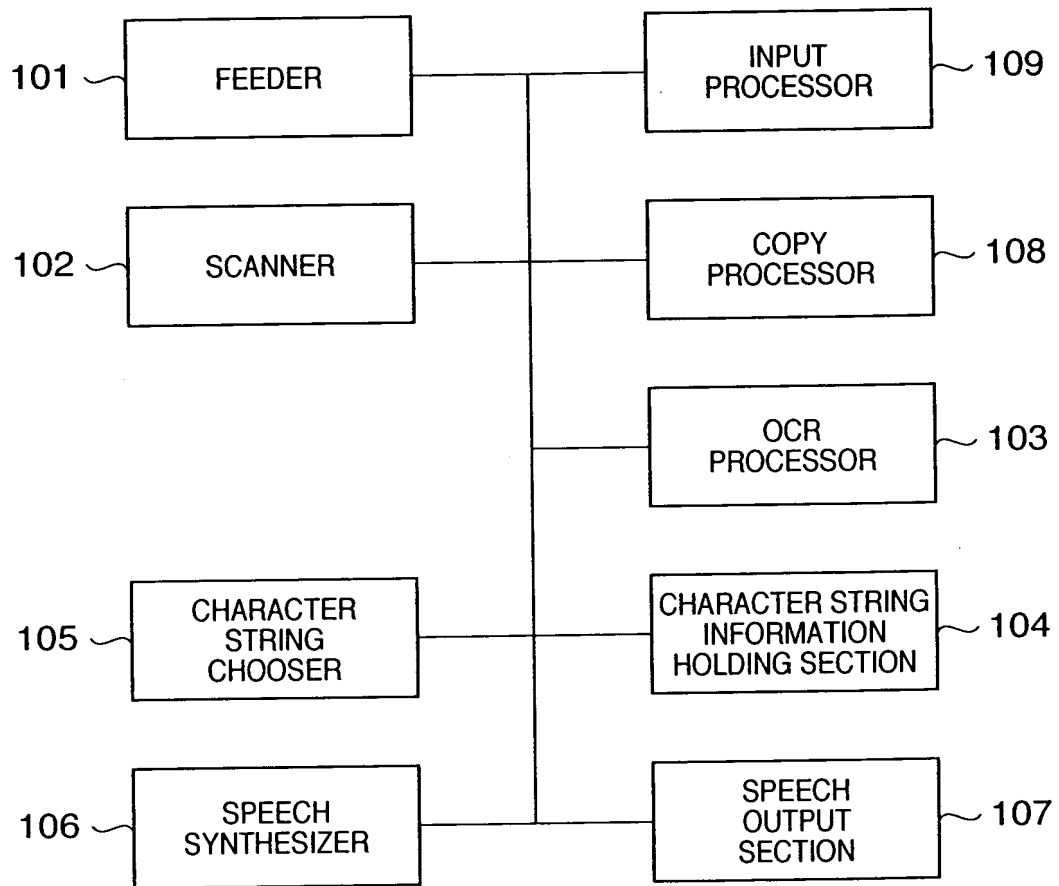 101
FEEDER
INPUT
PROCESSOR
109
102
SCANNER
COPY
PROCESSOR
108
OCR
PROCESSOR
103
105
CHARACTER
STRING
CHOOSER
CHARACTER STRING
INFORMATION
HOLDING SECTION
104
106
SPEECH
SYNTHESIZER
SPEECH
OUTPUT
SECTION
107